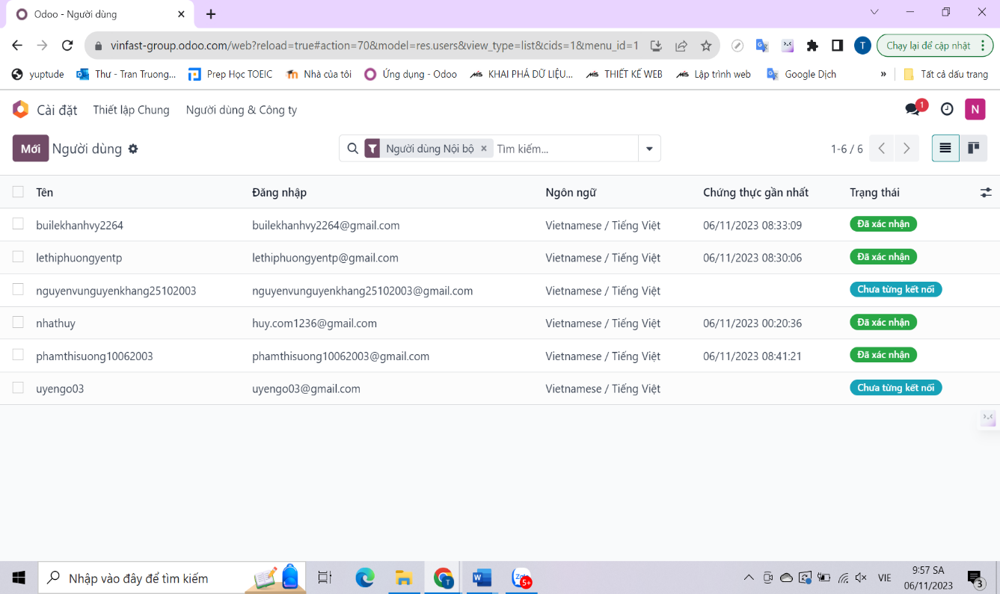 Odoo - Người dùng
vinfast-group.odoo.com/web?reload=true#action=70&model=res.users&view_type=list&cids=1&menu_id=1
T
Chạy lại để cập nhật
yuptude
Thư - Tran Truong...
Prep Học TOEIC
Nhà của tôi
Ứng dụng - Odoo
KHAI PHÁ DỮ LIỆU...
THIẾT KẾ WEB
Lập trình web
Google Dịch
»
Tất cả dấu trang
Cài đặt
Thiết lập Chung
Người dùng & Công ty
1
N
Mới
Người dùng
Người dùng Nội bộ
Tìm kiếm...
1-6 / 6
Tên Đăng nhập Ngôn ngữ Chứng thực gần nhất Trạng thái
builekhanhvy2264 builekhanhvy2264@gmail.com Vietnamese / Tiếng Việt 06/11/2023 08:33:09 Đã xác nhận
lethiphuongyentp lethiphuongyentp@gmail.com Vietnamese / Tiếng Việt 06/11/2023 08:30:06 Đã xác nhận
nguyenvunguyenkhang25102003 nguyenvunguyenkhang25102003@gmail.com Vietnamese / Tiếng Việt Chưa từng kết nối
nhathuy huy.com1236@gmail.com Vietnamese / Tiếng Việt 06/11/2023 00:20:36 Đã xác nhận
phamthisuong10062003 phamthisuong10062003@gmail.com Vietnamese / Tiếng Việt 06/11/2023 08:41:21 Đã xác nhận
uyengo03 uyengo03@gmail.com Vietnamese / Tiếng Việt Chưa từng kết nối
Nhập vào đây để tìm kiếm
T
W
Zalo
5+
VIE
9:57 SA
06/11/2023
3